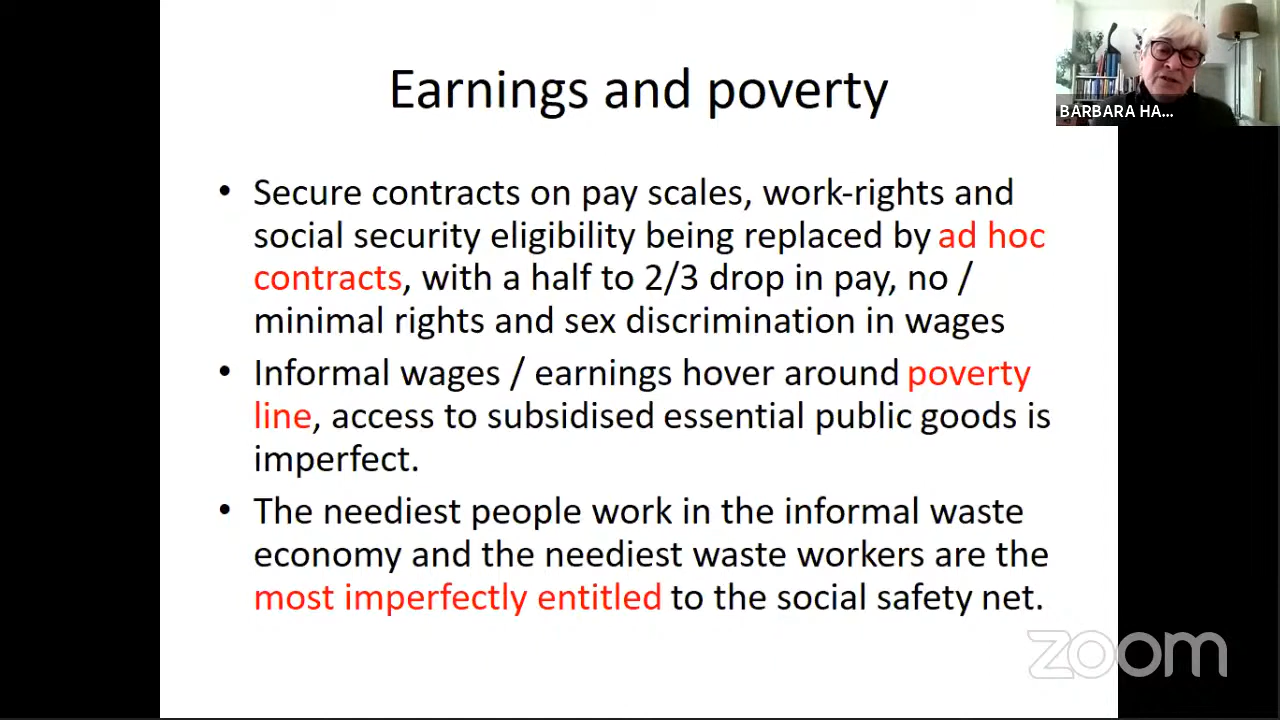 Earnings and poverty
BARBARA HA...
• Secure contracts on pay scales, work-rights and
social security eligibility being replaced by ad hoc
contracts, with a half to 2/3 drop in pay, no /
minimal rights and sex discrimination in wages
• Informal wages / earnings hover around poverty
line, access to subsidised essential public goods is
imperfect.
• The neediest people work in the informal waste
economy and the neediest waste workers are the
most imperfectly entitled to the social safety net.
zoom